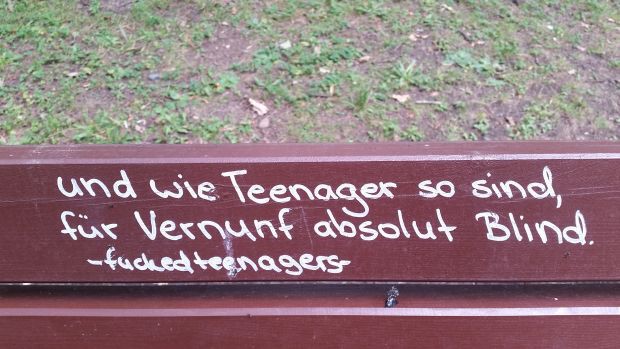 und wie Teenager so sind,
für Vernunf absolut Blind.
-fuckedteenagers-